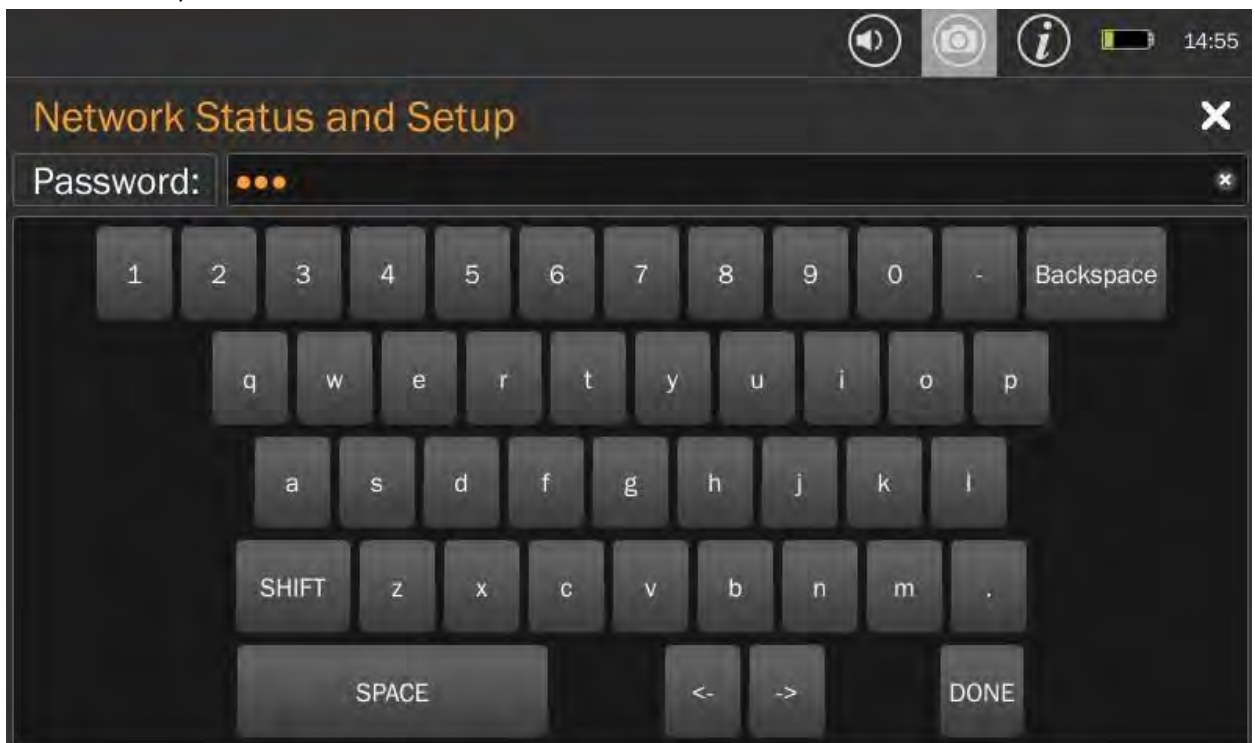 14:55
Network Status and Setup
Password: •••
1 2 3 4 5 6 7 8 9 0 - Backspace
q w e r t y u i o p
a s d f g h j k l
SHIFT z x c v b n m .
SPACE <- -> DONE